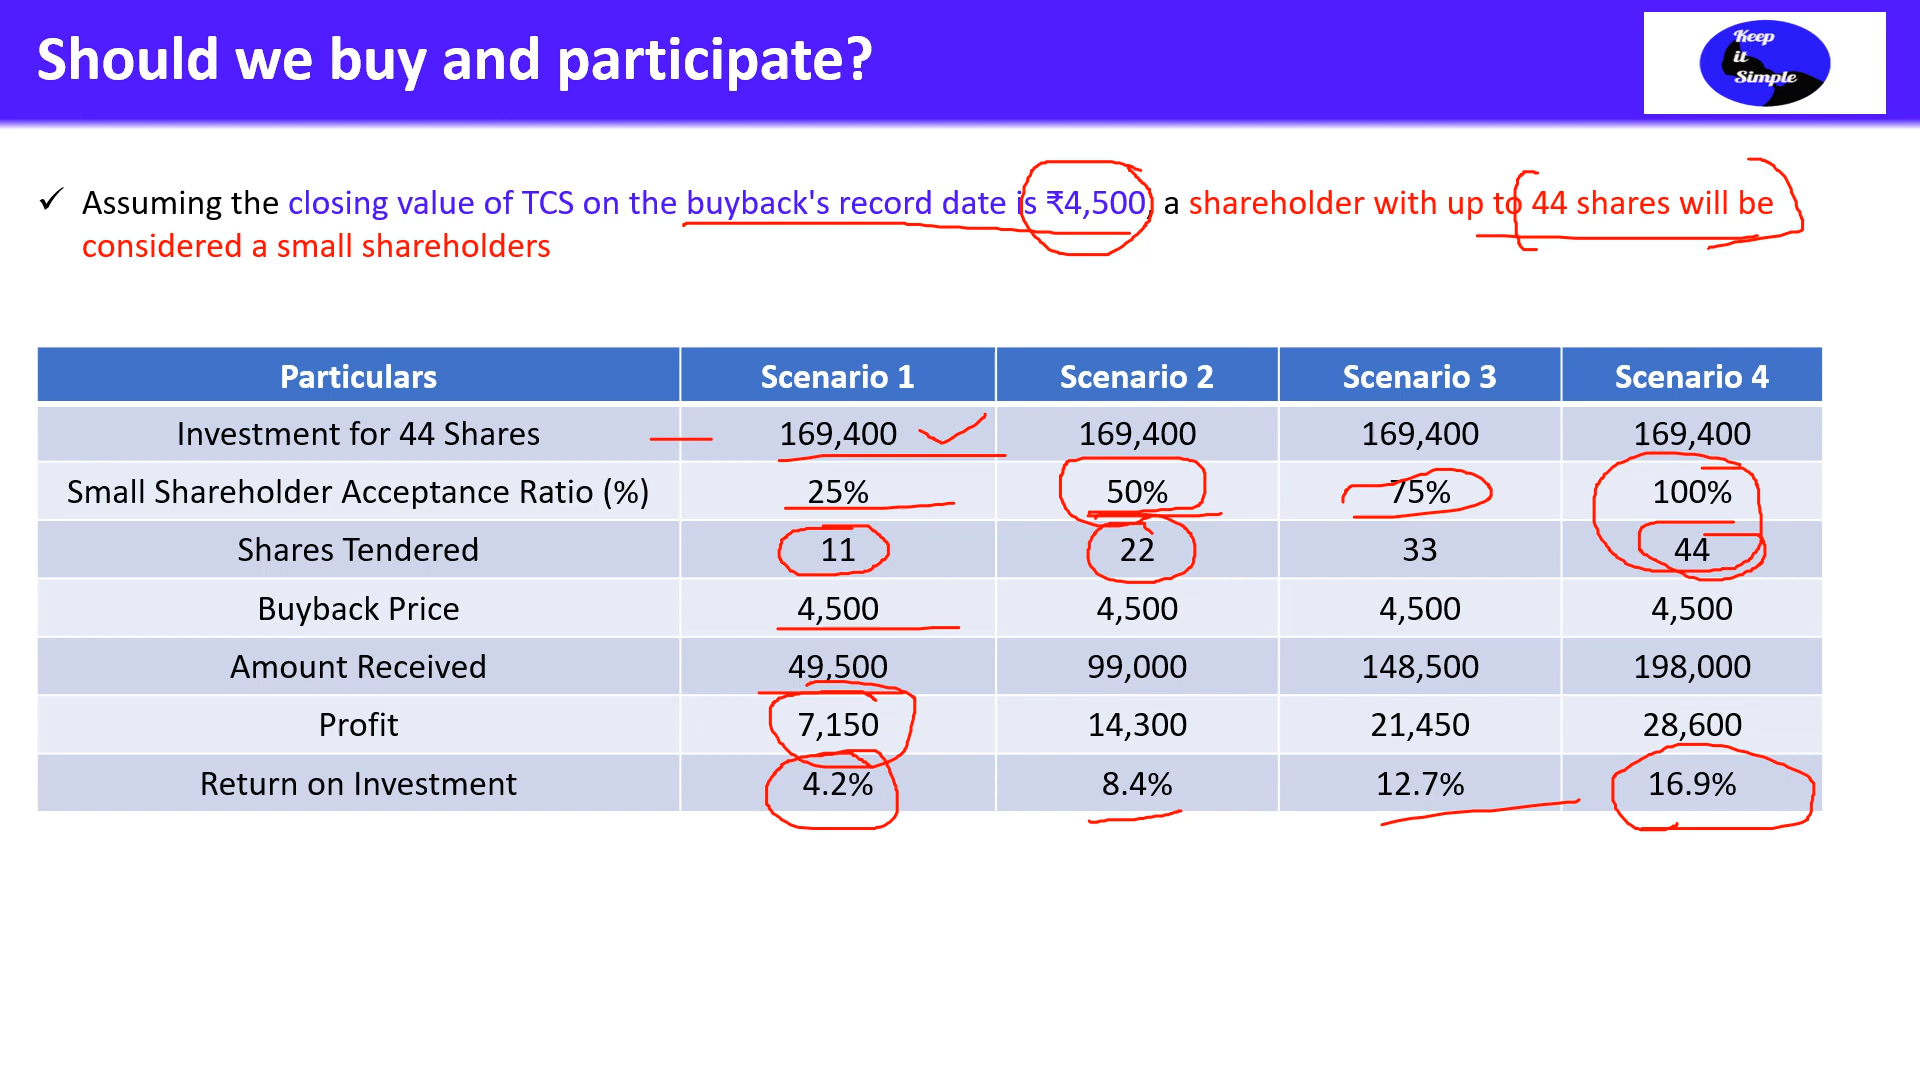 Should we buy and participate?
Keep
it
Simple
✓ Assuming the closing value of TCS on the buyback's record date is ₹4,500, a shareholder with up to 44 shares will be
considered a small shareholders
Particulars Scenario 1 Scenario 2 Scenario 3 Scenario 4
Investment for 44 Shares 169,400 169,400 169,400 169,400
Small Shareholder Acceptance Ratio (%) 25% 50% 75% 100%
Shares Tendered 11 22 33 44
Buyback Price 4,500 4,500 4,500 4,500
Amount Received 49,500 99,000 148,500 198,000
Profit 7,150 14,300 21,450 28,600
Return on Investment 4.2% 8.4% 12.7% 16.9%